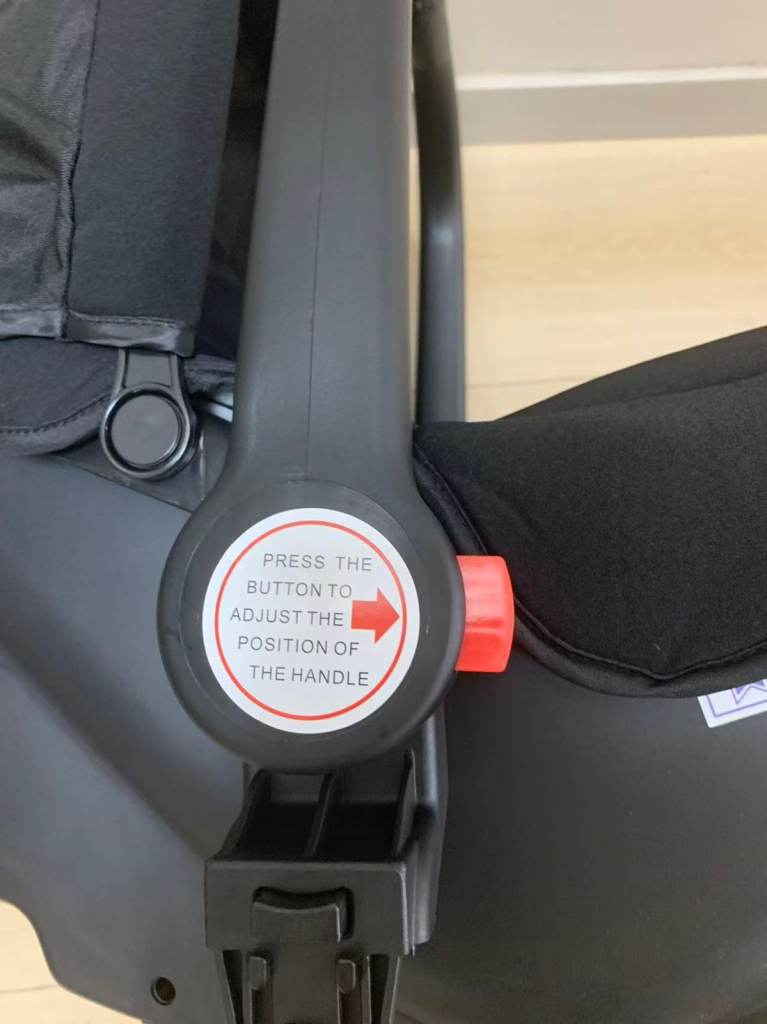 PRESS THE
BUTTON TO
ADJUST THE
POSITION OF
THE HANDLE